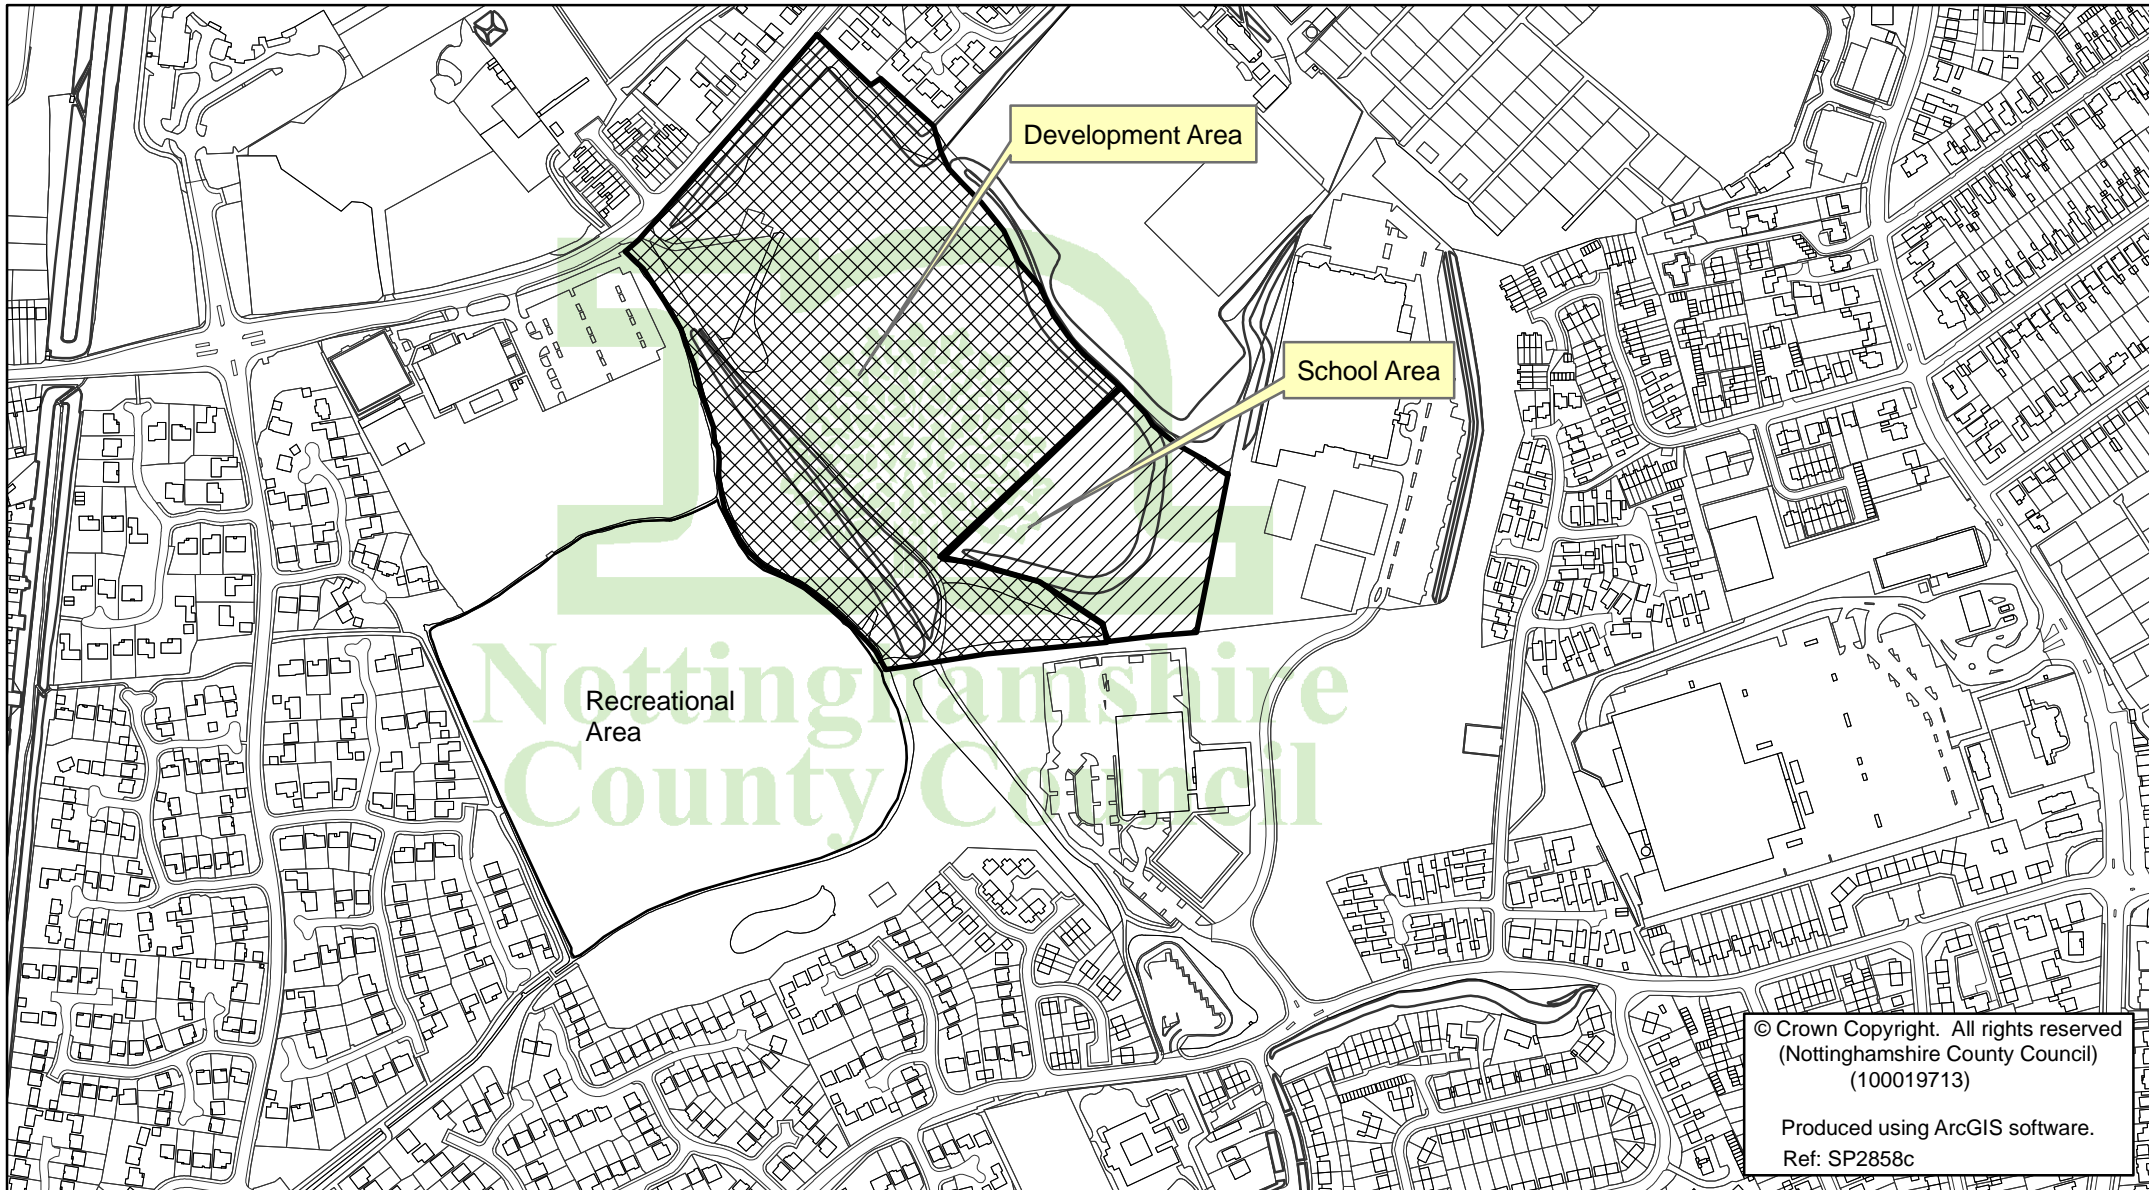 Development Area
School Area
Recreational
Area
Nottinghamshire
County Council
© Crown Copyright. All rights reserved
(Nottinghamshire County Council)
(100019713)
Produced using ArcGIS software.
Ref: SP2858c